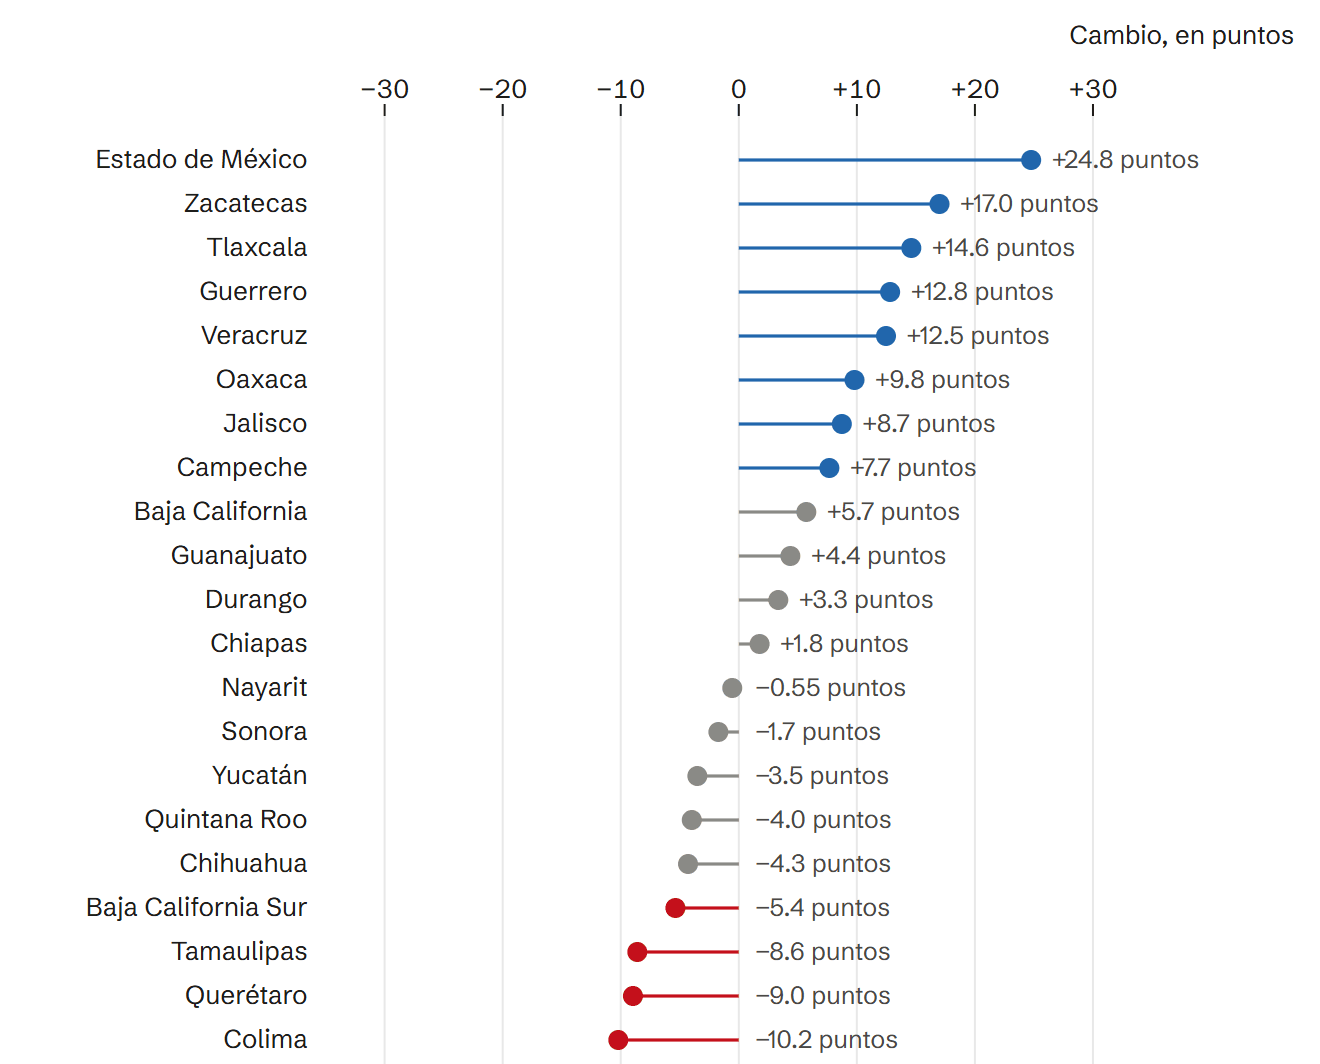 Cambio, en puntos
−30 −20 −10 0 +10 +20 +30
Estado de México +24.8 puntos
Zacatecas +17.0 puntos
Tlaxcala +14.6 puntos
Guerrero +12.8 puntos
Veracruz +12.5 puntos
Oaxaca +9.8 puntos
Jalisco +8.7 puntos
Campeche +7.7 puntos
Baja California +5.7 puntos
Guanajuato +4.4 puntos
Durango +3.3 puntos
Chiapas +1.8 puntos
Nayarit −0.55 puntos
Sonora −1.7 puntos
Yucatán −3.5 puntos
Quintana Roo −4.0 puntos
Chihuahua −4.3 puntos
Baja California Sur −5.4 puntos
Tamaulipas −8.6 puntos
Querétaro −9.0 puntos
Colima −10.2 puntos